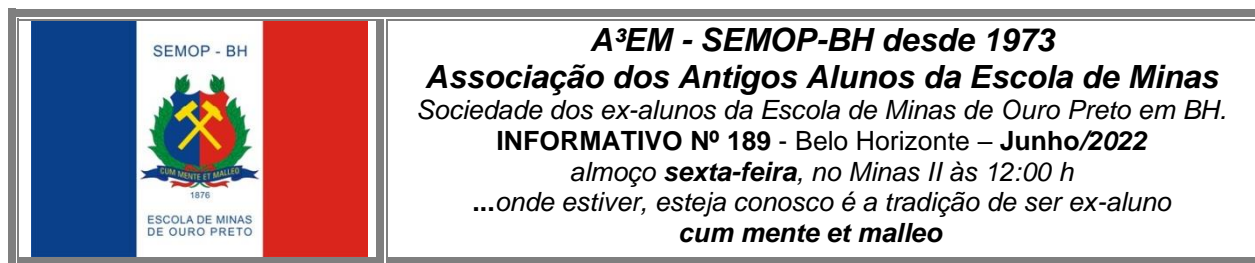 SEMOP - BH
CUM MENTE ET MALLEO
1876
ESCOLA DE MINAS
DE OURO PRETO
A³EM - SEMOP-BH desde 1973
Associação dos Antigos Alunos da Escola de Minas
Sociedade dos ex-alunos da Escola de Minas de Ouro Preto em BH.
INFORMATIVO Nº 189 - Belo Horizonte – Junho/2022
almoço sexta-feira, no Minas II às 12:00 h
...onde estiver, esteja conosco é a tradição de ser ex-aluno
cum mente et malleo